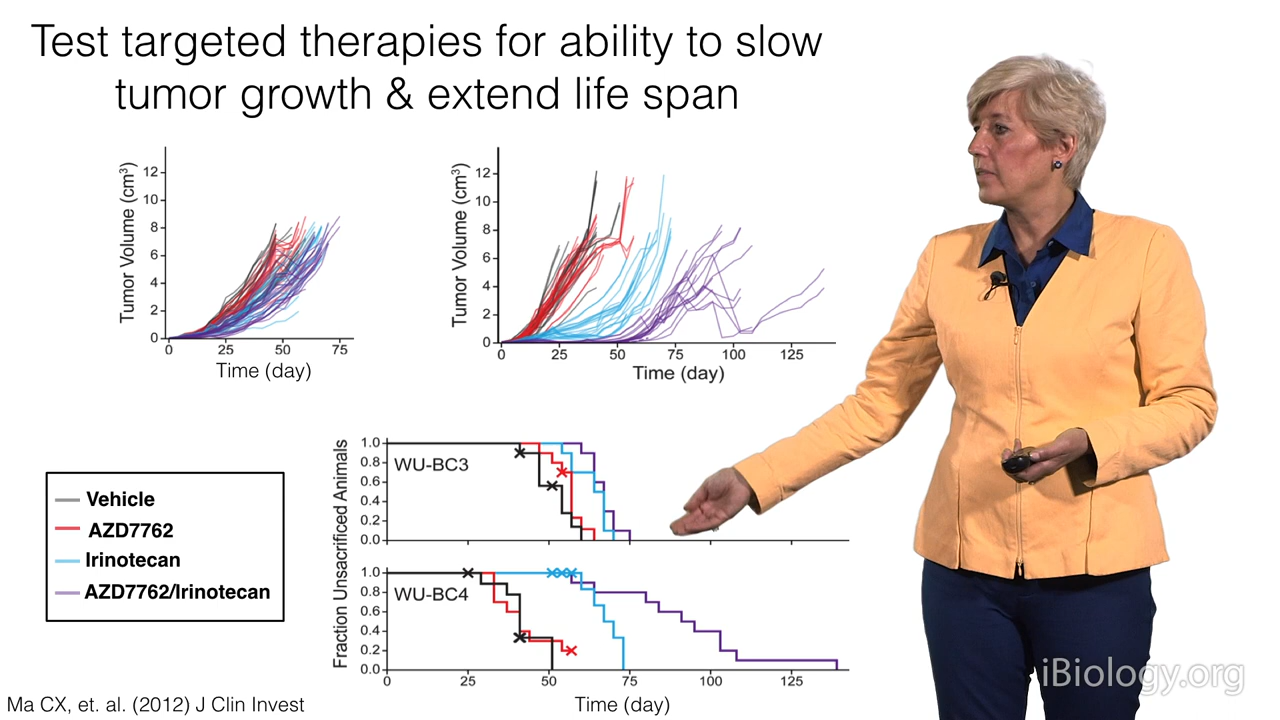 Test targeted therapies for ability to slow
tumor growth & extend life span
Tumor Volume (cm³)
12
10
8
6
4
2
0
0 25 50 75
Time (day)
Tumor Volume (cm³)
12
10
8
6
4
2
0
0 25 50 75 100 125
Time (day)
Vehicle
AZD7762
Irinotecan
AZD7762/Irinotecan
Fraction Unsacrificed Animals
1.0
0.8
0.6
0.4
0.2
0.0
WU-BC3
1.0
0.8
0.6
0.4
0.2
0.0
WU-BC4
0 25 50 75 100 125
Time (day)
Ma CX, et. al. (2012) J Clin Invest
iBiology.org